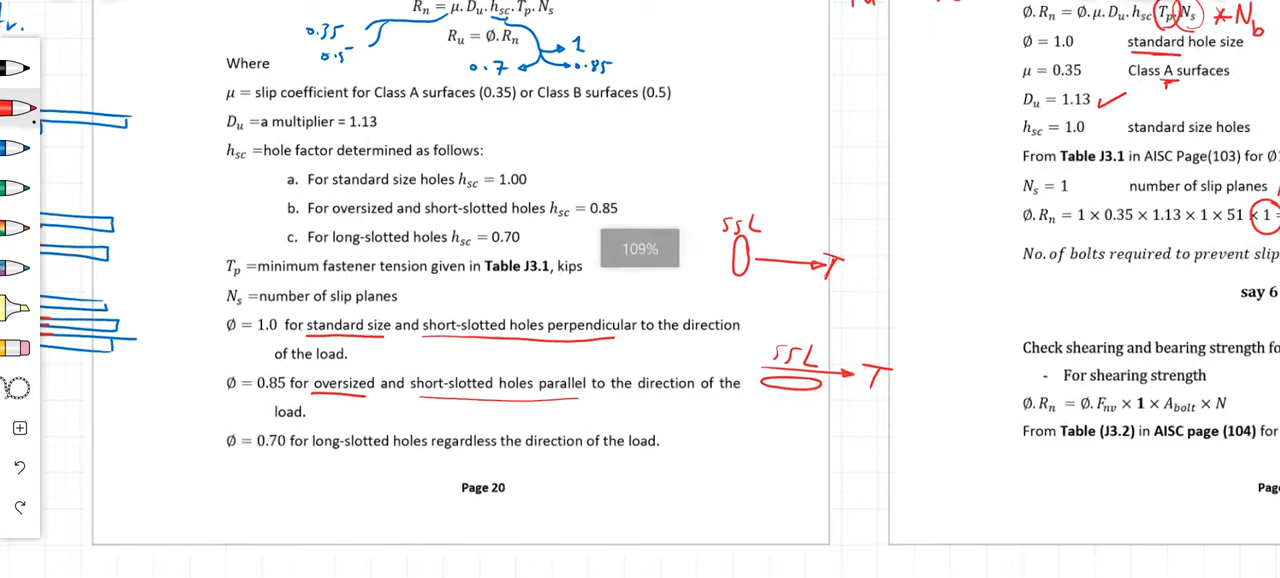 v.
Rn = μ. Du. hsc. Tp. Ns
0.35
0.5
Ru = Ø. Rn
1
0.7
0.85
Where
μ = slip coefficient for Class A surfaces (0.35) or Class B surfaces (0.5)
Du =a multiplier = 1.13
hsc =hole factor determined as follows:
a. For standard size holes hsc = 1.00
b. For oversized and short-slotted holes hsc = 0.85
c. For long-slotted holes hsc = 0.70
109%
SSL
T
Tp =minimum fastener tension given in Table J3.1, kips
Ns =number of slip planes
Ø = 1.0 for standard size and short-slotted holes perpendicular to the direction
of the load.
SSL
T
Ø = 0.85 for oversized and short-slotted holes parallel to the direction of the
load.
Ø = 0.70 for long-slotted holes regardless the direction of the load.
Page 20
Ø. Rn = Ø. μ. Du. hsc. Tp. Ns * Nb
Ø = 1.0 standard hole size
μ = 0.35 Class A surfaces
Du = 1.13
hsc = 1.0 standard size holes
From Table J3.1 in AISC Page(103) for
Ns = 1 number of slip planes
Ø. Rn = 1 × 0.35 × 1.13 × 1 × 51 × 1 =
No. of bolts required to prevent slip
say 6
Check shearing and bearing strength
- For shearing strength
Ø. Rn = Ø. Fnv × 1 × Abolt × N
From Table (J3.2) in AISC page (104) for